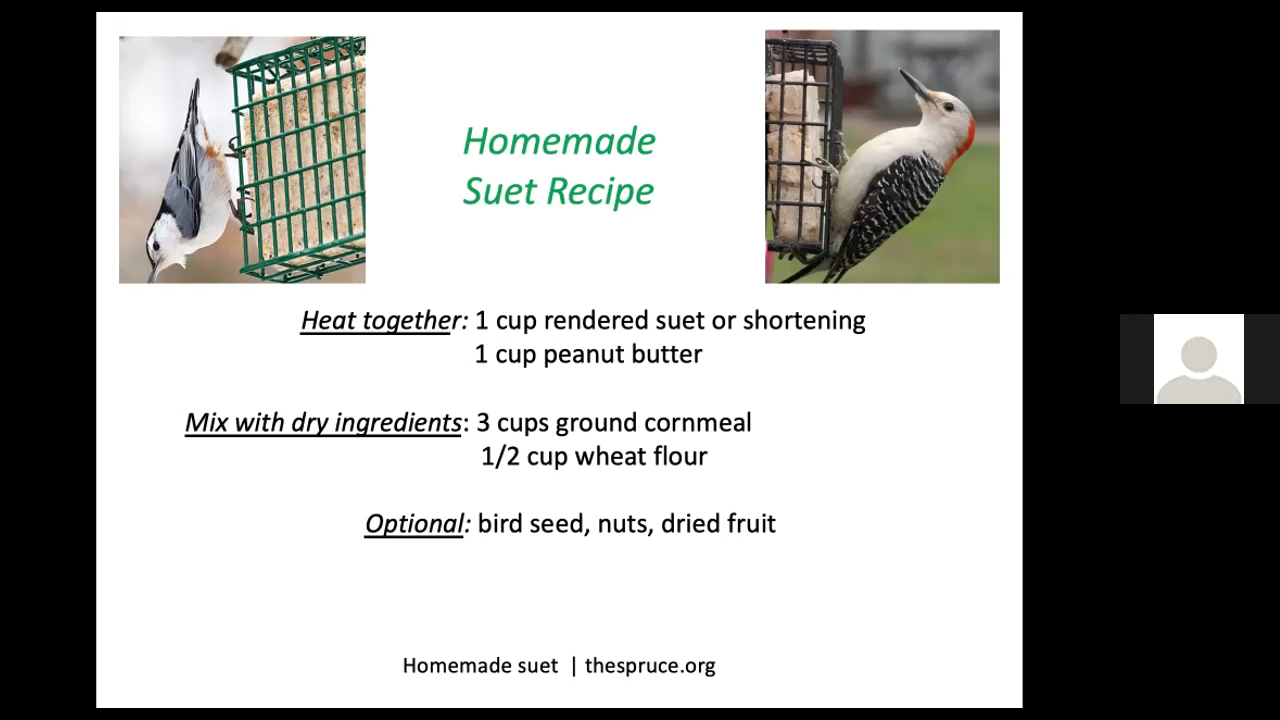 Homemade
Suet Recipe
Heat together: 1 cup rendered suet or shortening
1 cup peanut butter
Mix with dry ingredients: 3 cups ground cornmeal
1/2 cup wheat flour
Optional: bird seed, nuts, dried fruit
Homemade suet | thespruce.org